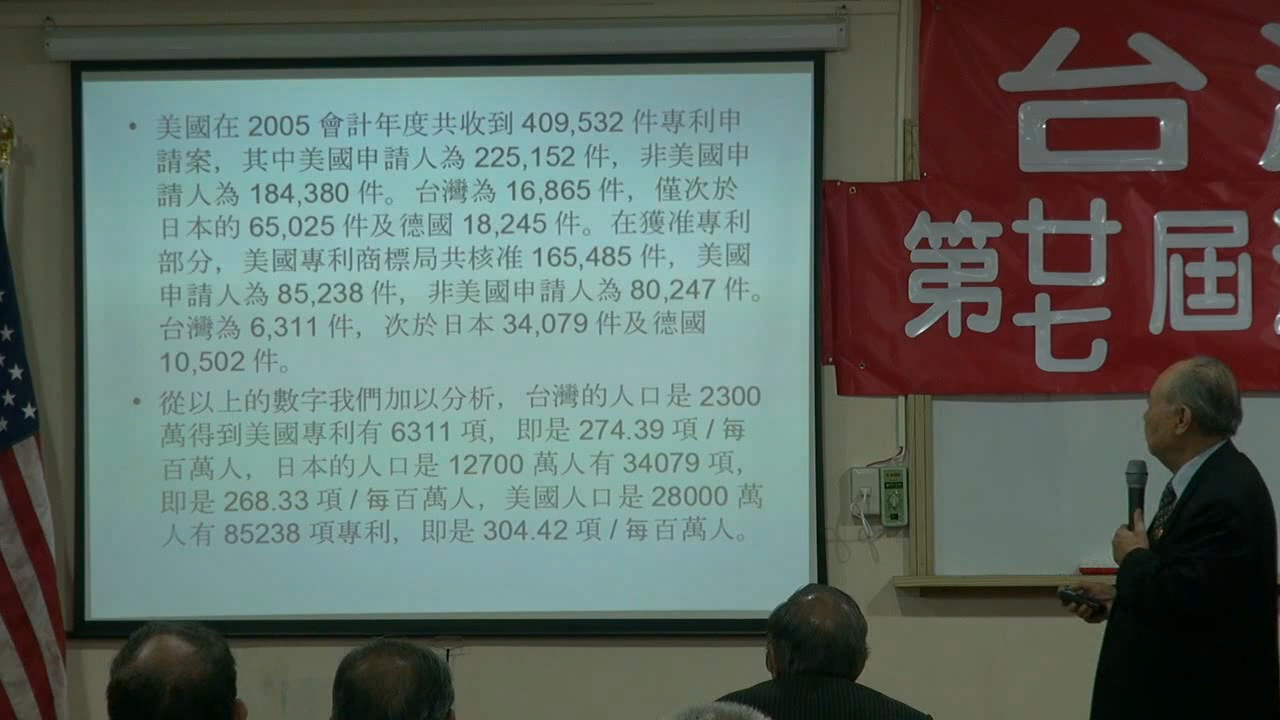 • 美國在 2005 會計年度共收到 409,532 件專利申
請案，其中美國申請人為 225,152 件，非美國申
請人為 184,380 件。台灣為 16,865 件，僅次於
日本的 65,025 件及德國 18,245 件。在獲准專利
部分，美國專利商標局共核准 165,485 件，美國
申請人為 85,238 件，非美國申請人為 80,247 件。
台灣為 6,311 件，次於日本 34,079 件及德國
10,502 件。
• 從以上的數字我們加以分析，台灣的人口是 2300
萬得到美國專利有 6311 項，即是 274.39 項 / 每
百萬人，日本的人口是 12700 萬人有 34079 項，
即是 268.33 項 / 每百萬人，美國人口是 28000 萬
人有 85238 項專利，即是 304.42 項 / 每百萬人。
台
第廿七屆